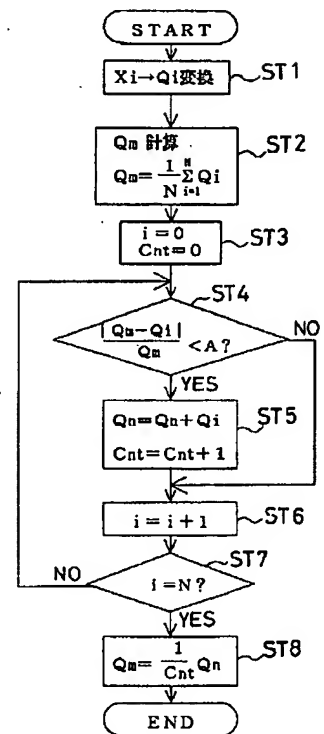 START
Xi→Qi変換
ST1
Qm 計算
Qm=1/N Σ(i=1→N) Qi
ST2
i=0
Cnt=0
ST3
ST4
|Qm-Qi|/Qm <A?
NO
YES
Qn=Qn+Qi
Cnt=Cnt+1
ST5
i=i+1
ST6
ST7
NO
i=N?
YES
Qm=1/Cnt Qn
ST8
END